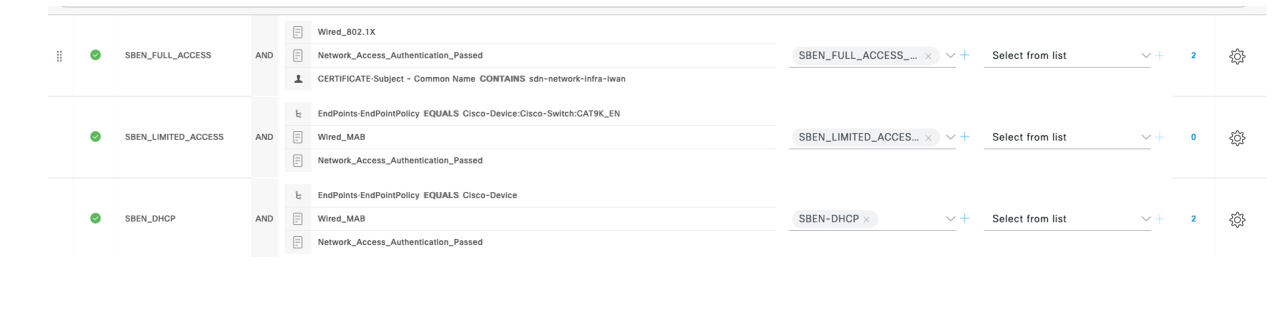 Wired_802.1X
SBEN_FULL_ACCESS AND Network_Access_Authentication_Passed SBEN_FULL_ACCESS_... × + Select from list + 2
CERTIFICATE·Subject - Common Name CONTAINS sdn-network-infra-iwan
EndPoints·EndPointPolicy EQUALS Cisco-Device:Cisco-Switch:CAT9K_EN
SBEN_LIMITED_ACCESS AND Wired_MAB SBEN_LIMITED_ACCES... × + Select from list + 0
Network_Access_Authentication_Passed
EndPoints·EndPointPolicy EQUALS Cisco-Device
SBEN_DHCP AND Wired_MAB SBEN-DHCP × + Select from list + 2
Network_Access_Authentication_Passed